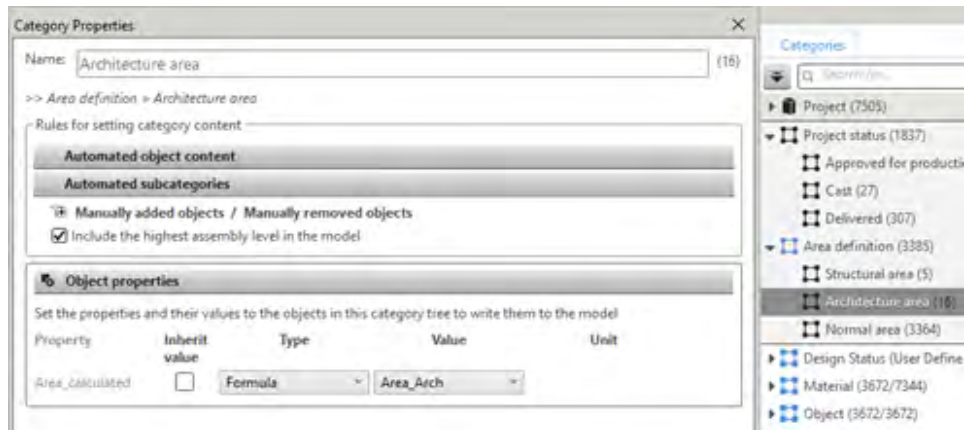 Category Properties
Name: Architecture area (16)
>> Area definition » Architecture area
Rules for setting category content
Automated object content
Automated subcategories
Manually added objects / Manually removed objects
Include the highest assembly level in the model
Object properties
Set the properties and their values to the objects in this category tree to write them to the model
Property Inherit value Type Value Unit
Area_calculated Formula Area_Arch
Categories
Project (7505)
Project status (1837)
Approved for producti
Cast (27)
Delivered (307)
Area definition (3385)
Structural area (5)
Architecture area (16)
Normal area (3364)
Design Status (User Define
Material (3672/7344)
Object (3672/3672)